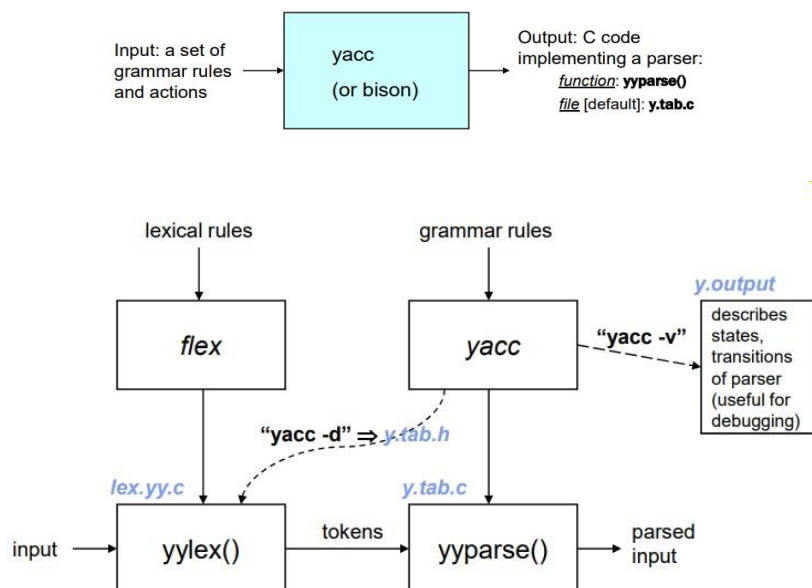 Input: a set of
grammar rules
and actions
yacc
(or bison)
Output: C code
implementing a parser:
function: yyparse()
file [default]: y.tab.c
lexical rules
grammar rules
flex
yacc
"yacc -v"
y.output
describes
states,
transitions
of parser
(useful for
debugging)
“yacc -d” ⇒ y.tab.h
lex.yy.c
y.tab.c
input
yylex()
tokens
yyparse()
parsed
input